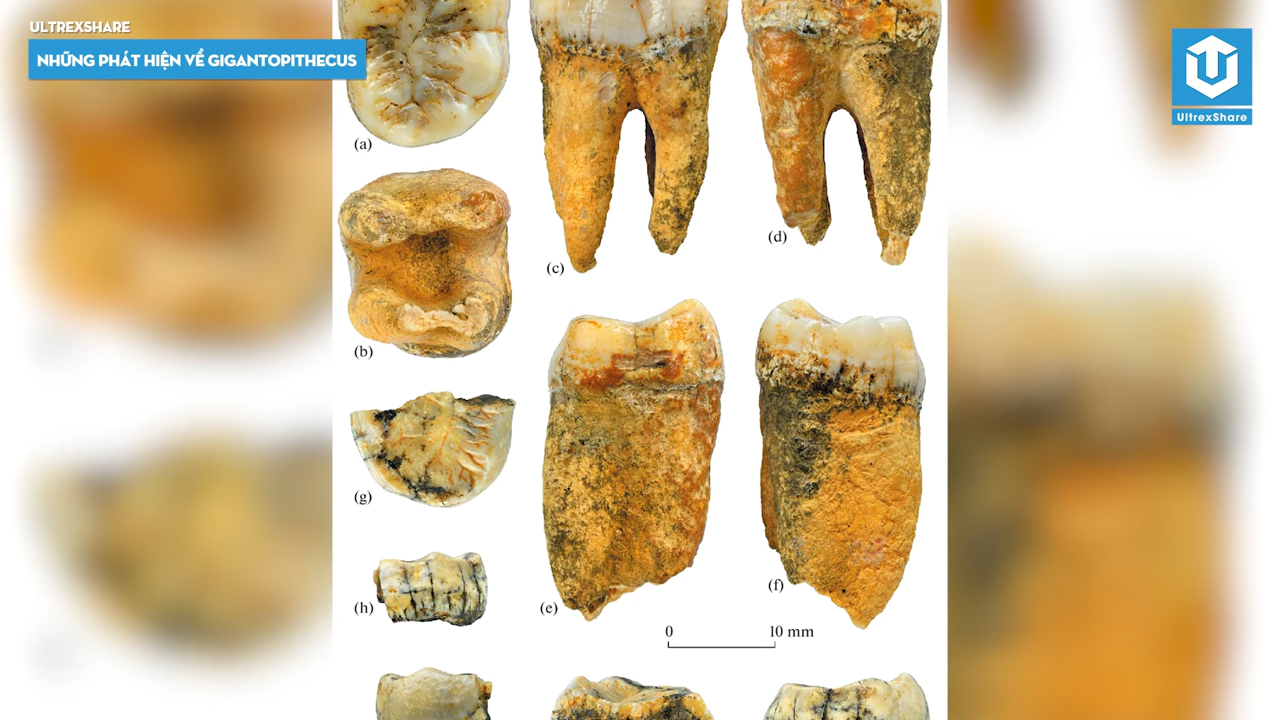 ULTREXSHARE
NHỮNG PHÁT HIỆN VỀ GIGANTOPITHECUS
UltrexShare
(a)
(b)
(c)
(d)
(g)
(h)
(e)
(f)
0 10 mm